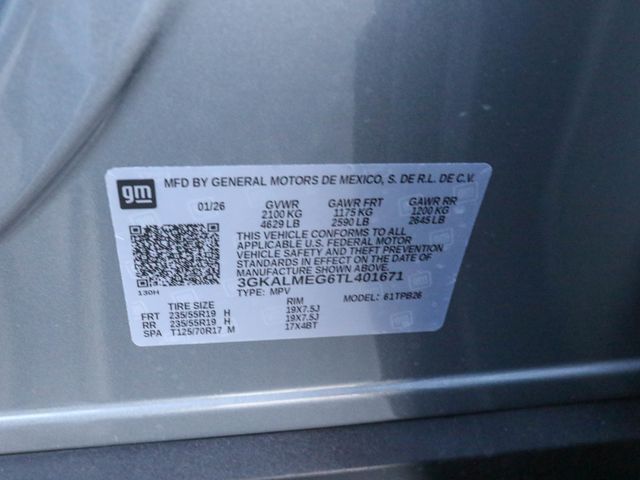 gm MFD BY GENERAL MOTORS DE MEXICO, S. DE R.L. DE C.V.
01/26 GVWR GAWR FRT GAWR RR
2100 KG 1175 KG 1200 KG
4629 LB 2590 LB 2645 LB
THIS VEHICLE CONFORMS TO ALL
APPLICABLE U.S. FEDERAL MOTOR
VEHICLE SAFETY AND THEFT PREVENTION
STANDARDS IN EFFECT ON THE DATE OF
MANUFACTURE SHOWN ABOVE.
3GKALMEG6TL401671
130H TYPE: MPV MODEL: 61TPB26
TIRE SIZE RIM
FRT 235/55R19 H 19X7.5J
RR 235/55R19 H 19X7.5J
SPA T125/70R17 M 17X4BT